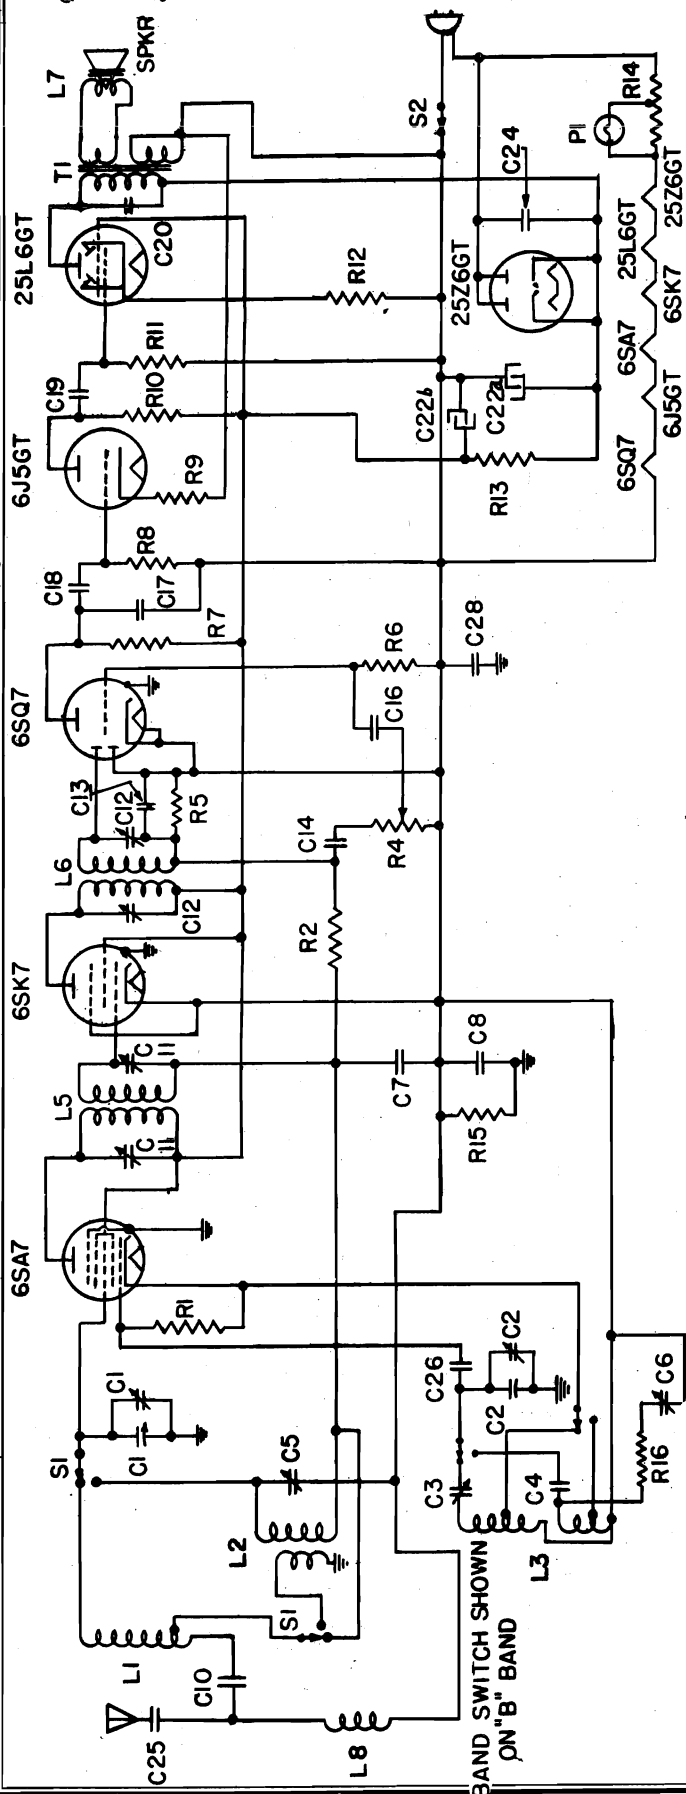 6SA7
6SK7
6SQ7
6J5GT
25L6GT
L5
L6
T1
L7
SPKR
C11
C11
C12
C12
C13
C18
C19
C20
S1
C1
C1
R1
R5
R7
C17
R8
R9
R10
R11
L1
C25
C10
L8
S1
L2
C5
R2
C14
R4
C16
R6
C28
R12
S2
C7
C8
R15
C22b
C22a
R13
25Z6GT
C24
P1
R14
C26
C2
C2
C3
C4
L3
R16
C6
BAND SWITCH SHOWN
ON "B" BAND
6SQ7
6J5GT
6SA7
6SK7
25L6GT
25Z6GT